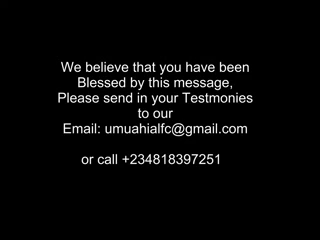 We believe that you have been
Blessed by this message,
Please send in your Testmonies
to our
Email: umuahialfc@gmail.com
or call +234818397251